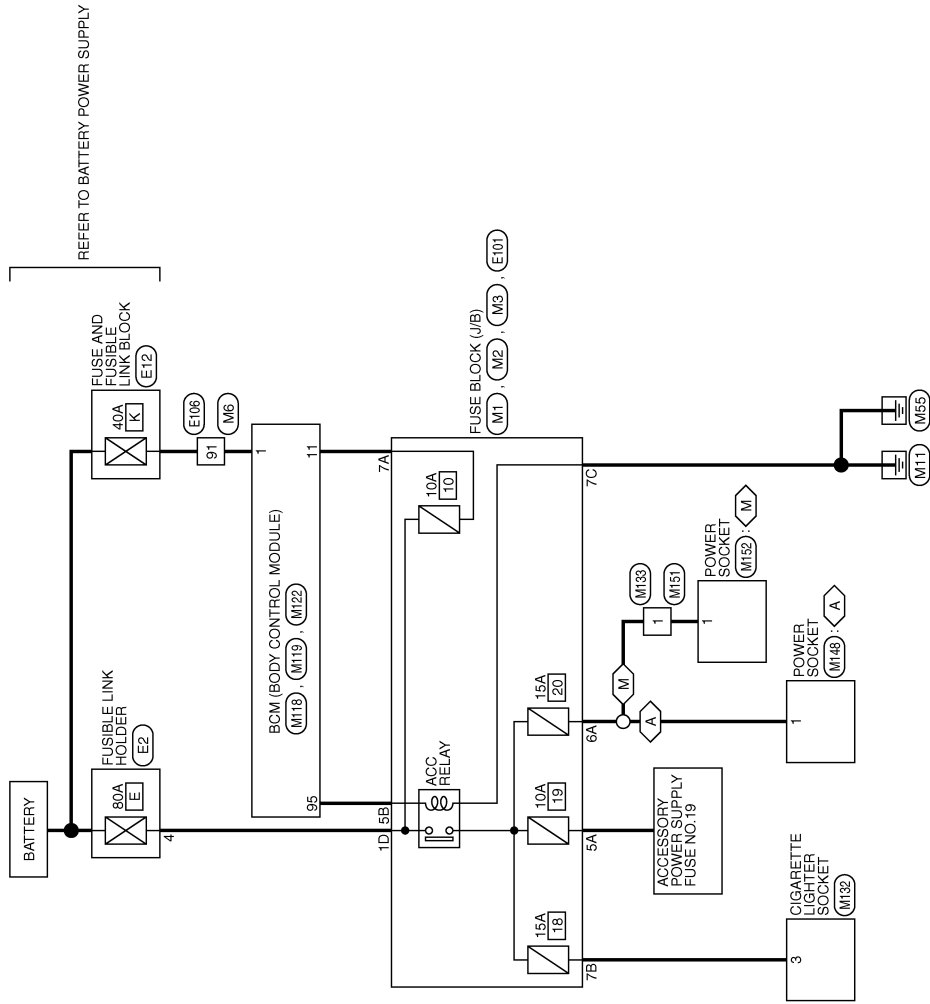 REFER TO BATTERY POWER SUPPLY
BATTERY
FUSIBLE LINK
HOLDER
E2
80A
E
4
FUSE AND
FUSIBLE
LINK BLOCK
E12
40A
K
E106
91
M6
1
BCM (BODY CONTROL MODULE)
M118 , M119 , M122
95
11
1D
5B
7A
FUSE BLOCK (J/B)
M1 , M2 , M3 , E101
ACC
RELAY
10A
10
15A
18
10A
19
15A
20
7B
5A
6A
7C
ACCESSORY
POWER SUPPLY
FUSE NO.19
M
A
M133
1
M151
1
POWER
SOCKET
M152 : M
CIGARETTE
LIGHTER
SOCKET
M132
3
POWER
SOCKET
M148 : A
1
M11
M55